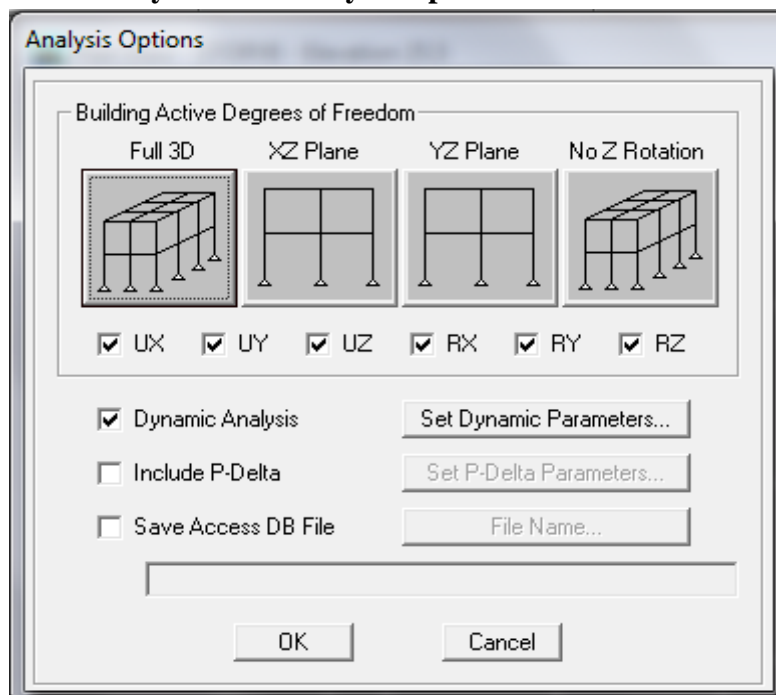 Analysis Options
Building Active Degrees of Freedom
Full 3D XZ Plane YZ Plane No Z Rotation
UX UY UZ RX RY RZ
Dynamic Analysis Set Dynamic Parameters...
Include P-Delta Set P-Delta Parameters...
Save Access DB File File Name...
OK Cancel